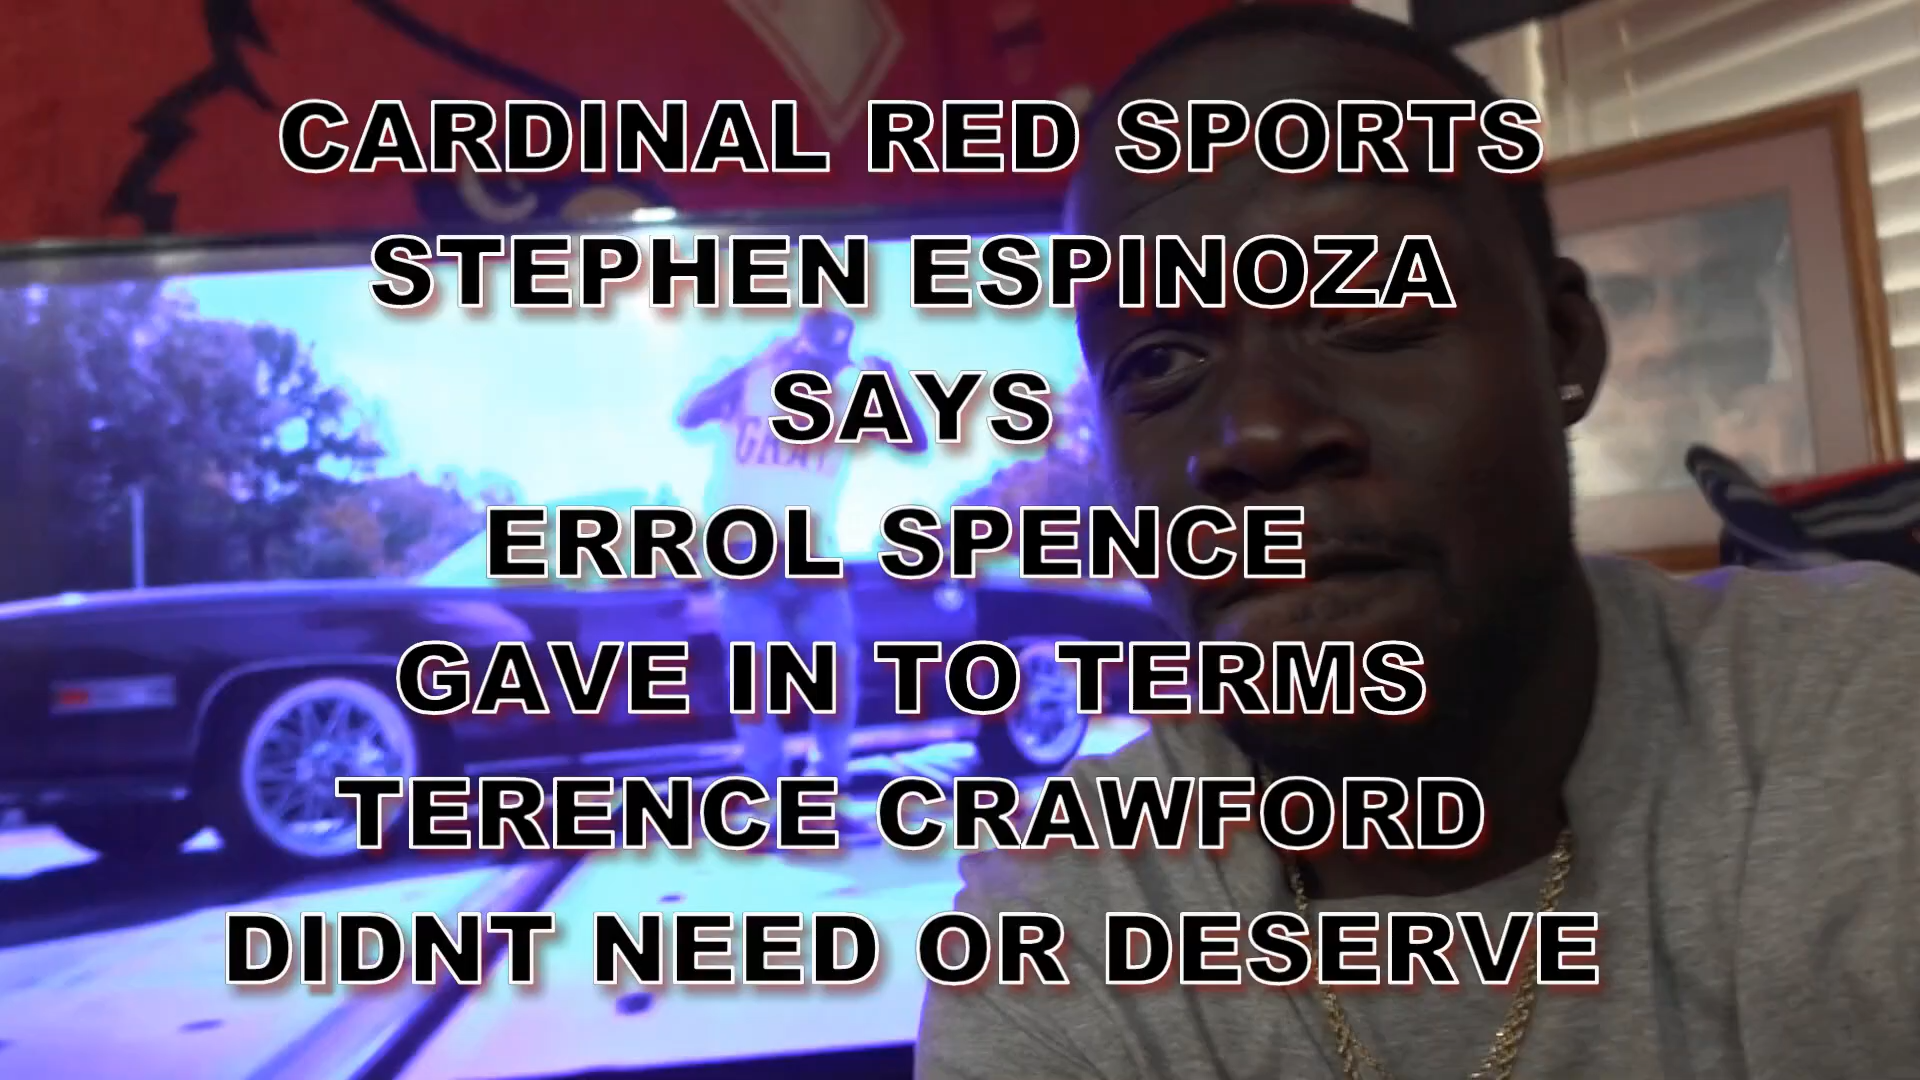 CARDINAL RED SPORTS
STEPHEN ESPINOZA
SAYS
ERROL SPENCE
GAVE IN TO TERMS
TERENCE CRAWFORD
DIDNT NEED OR DESERVE